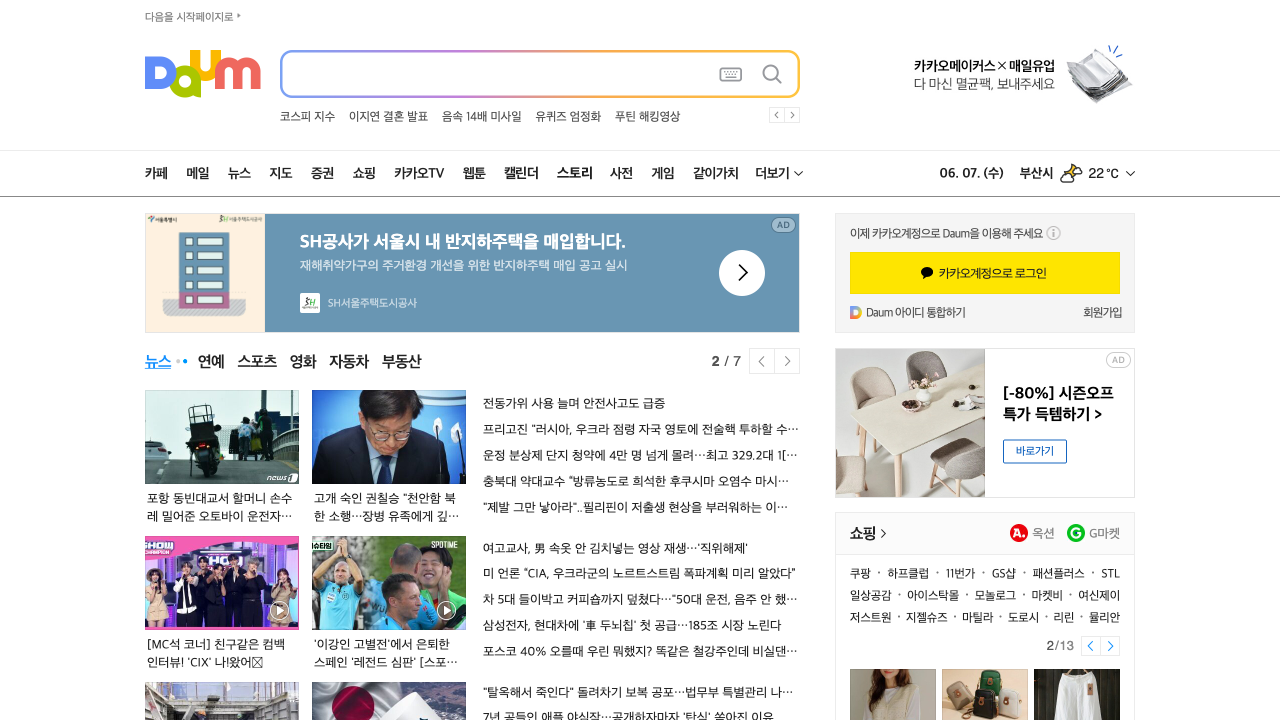 다음을 시작페이지로
Daum
코스피 지수 이지연 결혼 발표 음속 14배 미사일 유퀴즈 엄정화 푸틴 해킹영상
카카오메이커스×매일유업
다 마신 멸균팩, 보내주세요
카페 메일 뉴스 지도 증권 쇼핑 카카오TV 웹툰 캘린더 스토리 사전 게임 같이가치 더보기
06. 07. (수) 부산시 22℃
서울특별시 서울주택도시공사
SH공사가 서울시 내 반지하주택을 매입합니다.
재해취약가구의 주거환경 개선을 위한 반지하주택 매입 공고 실시
SH서울주택도시공사
AD
이제 카카오계정으로 Daum을 이용해 주세요
카카오계정으로 로그인
Daum 아이디 통합하기 회원가입
뉴스 연예 스포츠 영화 자동차 부동산
2 / 7
news1
포항 동빈대교서 할머니 손수
레 밀어준 오토바이 운전자…
고개 숙인 권칠승 "천안함 북
한 소행…장병 유족에게 깊…
전동가위 사용 늘며 안전사고도 급증
프리고진 "러시아, 우크라 점령 자국 영토에 전술핵 투하할 수…
운정 분상제 단지 청약에 4만 명 넘게 몰려…최고 329.2대 1[…
충북대 약대교수 "방류농도로 희석한 후쿠시마 오염수 마시…
"제발 그만 낳아라"..필리핀이 저출생 현상을 부러워하는 이…
SHOW
CHAMPION
[MC석 코너] 친구같은 컴백
인터뷰! 'CIX' 나!왔어
슈타임
SPOTIME
'이강인 고별전'에서 은퇴한
스페인 '레전드 심판' [스포…
여고교사, 男 속옷 안 김치넣는 영상 재생…'직위해제'
미 언론 "CIA, 우크라군의 노르트스트림 폭파계획 미리 알았다"
차 5대 들이박고 커피숍까지 덮쳤다…"50대 운전, 음주 안 했…
삼성전자, 현대차에 '車 두뇌칩' 첫 공급…185조 시장 노린다
포스코 40% 오를때 우린 뭐했지? 똑같은 철강주인데 비실댄…
"탈옥해서 죽인다" 돌려차기 보복 공포…법무부 특별관리 나…
7년 공들인 애플 야심작…공개하자마자 '탄식' 쏟아진 이유
AD
[-80%] 시즌오프
특가 득템하기 >
바로가기
쇼핑 A. 옥션 G G마켓
쿠팡 · 하프클럽 · 11번가 · GS샵 · 패션플러스 · STL
일상공감 · 아이스탁몰 · 모놀로그 · 마켓비 · 여신제이
저스트원 · 지젤슈즈 · 마틸라 · 도로시 · 리린 · 뮬리안
2/13